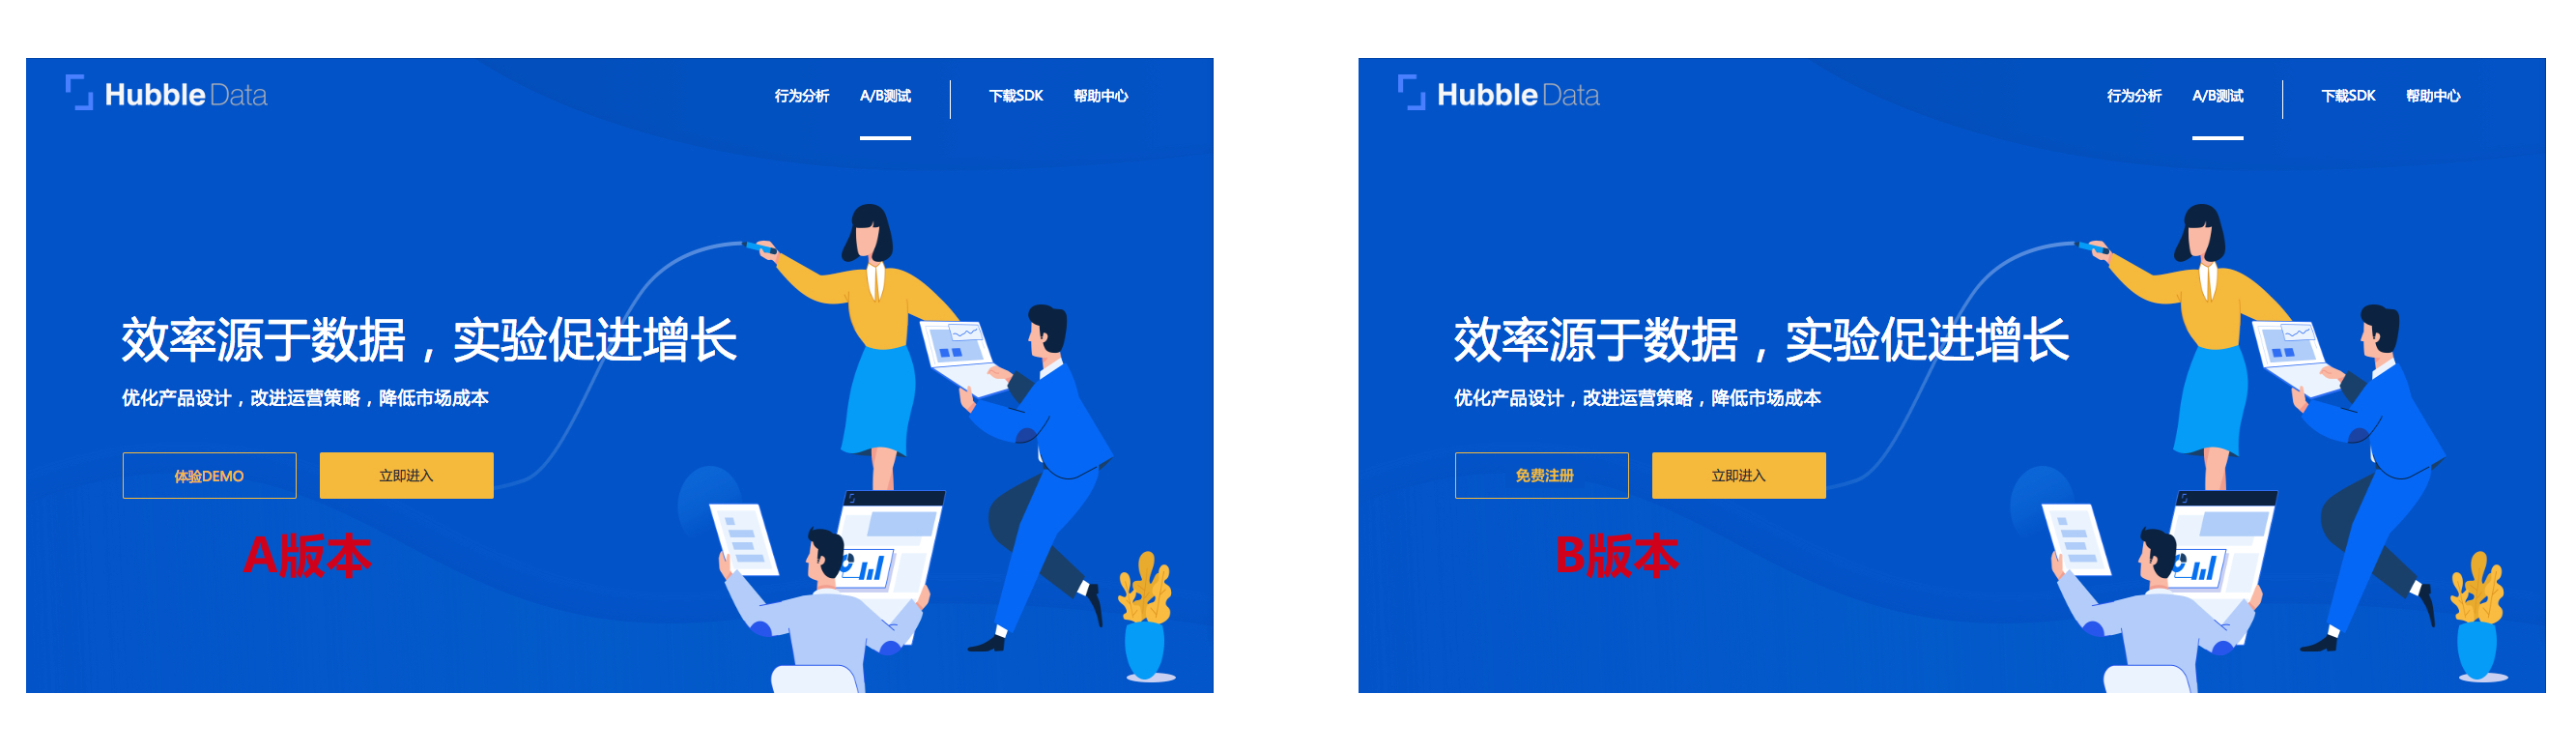 Hubble Data
行为分析 A/B测试 下载SDK 帮助中心
效率源于数据，实验促进增长
优化产品设计，改进运营策略，降低市场成本
体验DEMO 立即进入
A版本
Hubble Data
行为分析 A/B测试 下载SDK 帮助中心
效率源于数据，实验促进增长
优化产品设计，改进运营策略，降低市场成本
免费注册 立即进入
B版本